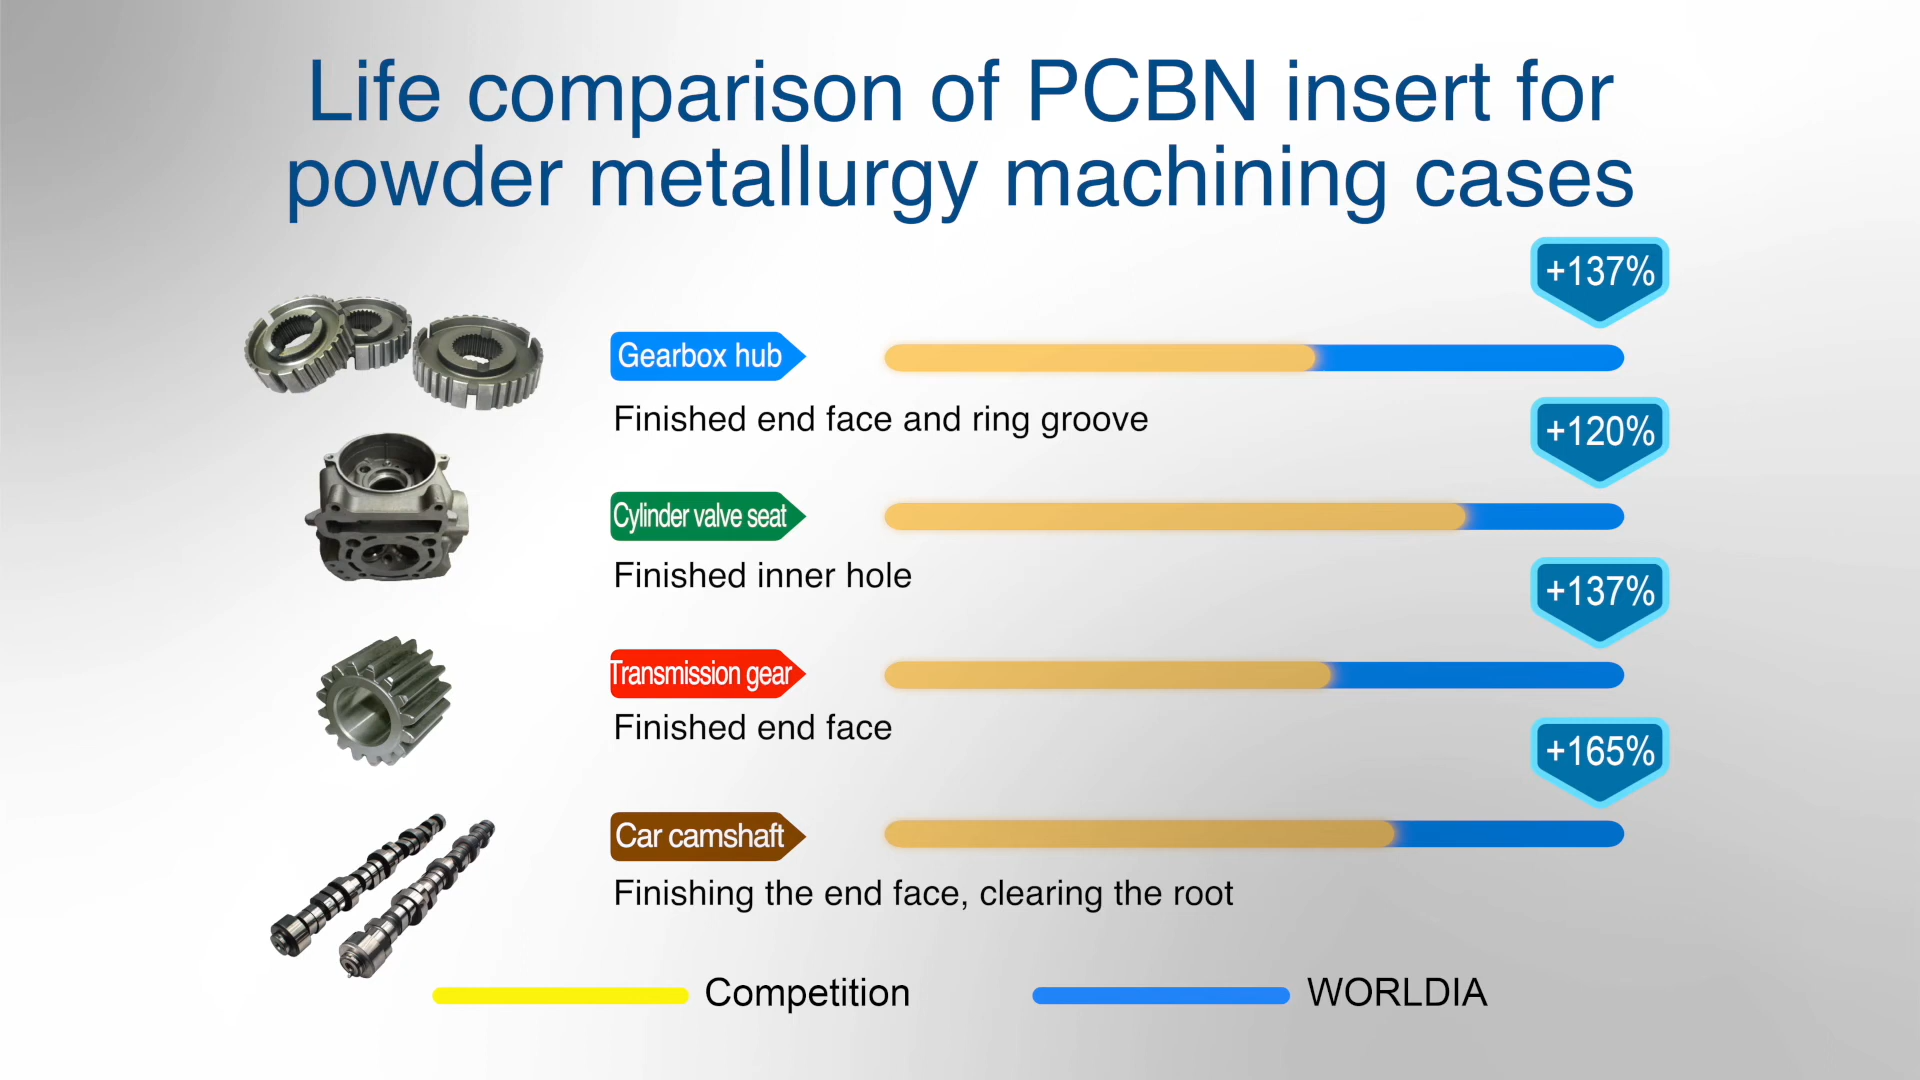 Life comparison of PCBN insert for
powder metallurgy machining cases
+137%
Gearbox hub
Finished end face and ring groove
+120%
Cylinder valve seat
Finished inner hole
+137%
Transmission gear
Finished end face
+165%
Car camshaft
Finishing the end face, clearing the root
Competition
WORLDIA